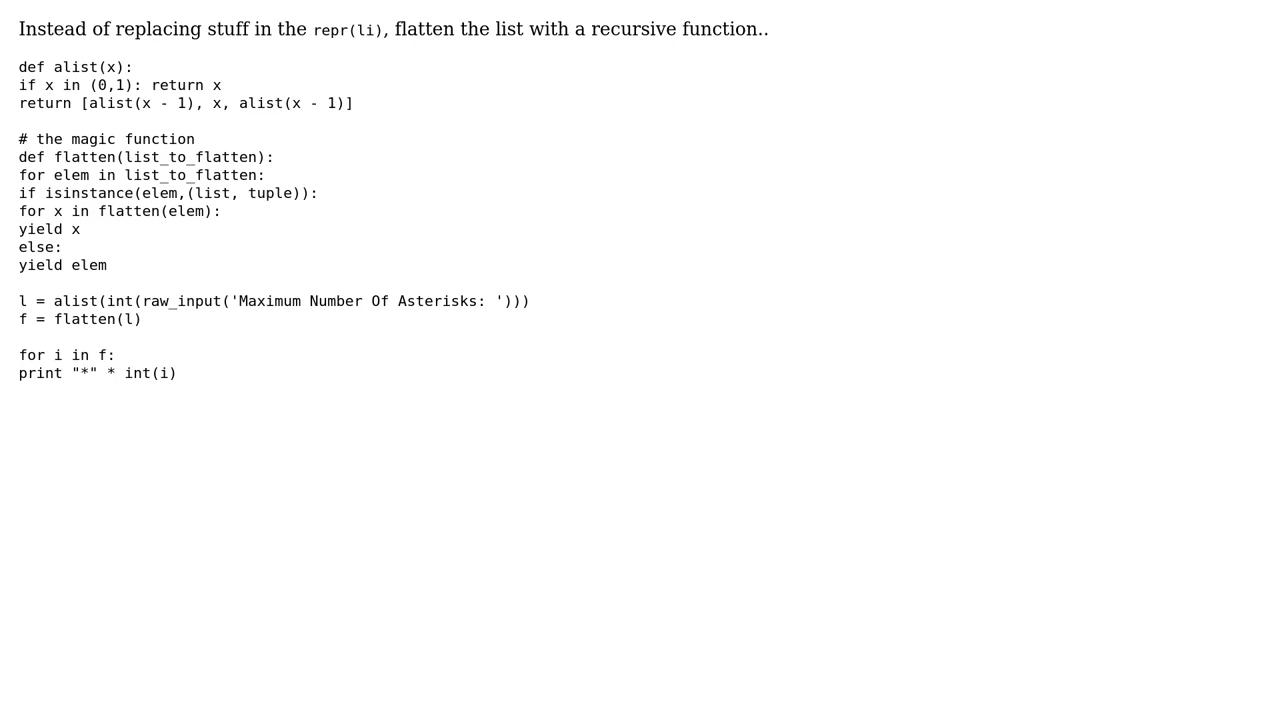 Instead of replacing stuff in the repr(li), flatten the list with a recursive function..
def alist(x):
if x in (0,1): return x
return [alist(x - 1), x, alist(x - 1)]
# the magic function
def flatten(list_to_flatten):
for elem in list_to_flatten:
if isinstance(elem,(list, tuple)):
for x in flatten(elem):
yield x
else:
yield elem
l = alist(int(raw_input('Maximum Number Of Asterisks: ')))
f = flatten(l)
for i in f:
print "*" * int(i)